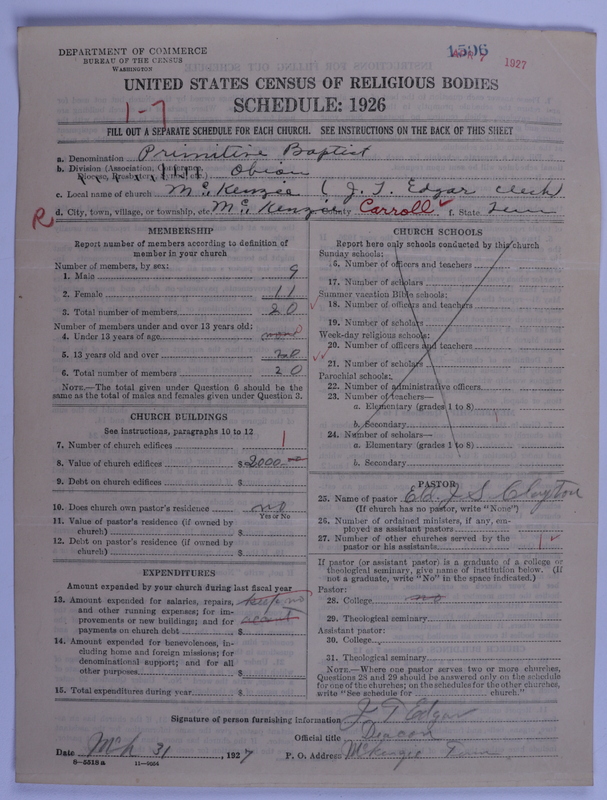 DEPARTMENT OF COMMERCE
BUREAU OF THE CENSUS
WASHINGTON
1596
1927
UNITED STATES CENSUS OF RELIGIOUS BODIES
SCHEDULE: 1926
1-7
FILL OUT A SEPARATE SCHEDULE FOR EACH CHURCH. SEE INSTRUCTIONS ON THE BACK OF THIS SHEET
a. Denomination Primitive Baptist
b. Division (Association, Conference, Diocese, Presbytery, etc.) Obion
c. Local name of church McKenzie (J. T. Edgar clerk)
R d. City, town, village, or township, etc. McKenzie County Carroll f. State Tenn
MEMBERSHIP
Report number of members according to definition of
member in your church
Number of members, by sex:
1. Male 9
2. Female 11
3. Total number of members 20
Number of members under and over 13 years old:
4. Under 13 years of age none
5. 13 years old and over
6. Total number of members 20
NOTE.—The total given under Question 6 should be the
same as the total of males and females given under Question 3.
CHURCH BUILDINGS
See instructions, paragraphs 10 to 12
7. Number of church edifices 1
8. Value of church edifices $2000.00
9. Debt on church edifices $
10. Does church own pastor's residence no
Yes or No
11. Value of pastor's residence (if owned by
church) $
12. Debt on pastor's residence (if owned by
church) $
EXPENDITURES
Amount expended by your church during last fiscal year
13. Amount expended for salaries, repairs, keep no
and other running expenses; for im-
provements or new buildings; and for account
payments on church debt $
14. Amount expended for benevolences, in-
cluding home and foreign missions; for
denominational support; and for all
other purposes $
15. Total expenditures during year $
CHURCH SCHOOLS
Report here only schools conducted by this church
Sunday schools:
16. Number of officers and teachers
17. Number of scholars
Summer vacation Bible schools:
18. Number of officers and teachers
19. Number of scholars
Week-day religious schools:
20. Number of officers and teachers
21. Number of scholars
Parochial schools:
22. Number of administrative officers
23. Number of teachers—
a. Elementary (grades 1 to 8)
b. Secondary
24. Number of scholars—
a. Elementary (grades 1 to 8)
b. Secondary
PASTOR
25. Name of pastor Eld. J S Clayton
(If church has no pastor, write "None")
26. Number of ordained ministers, if any, em-
ployed as assistant pastors
27. Number of other churches served by the
pastor or his assistants 1
If pastor (or assistant pastor) is a graduate of a college or
theological seminary, give name of institution below. (If
not a graduate, write "No" in the space indicated.)
Pastor:
28. College no
29. Theological seminary
Assistant pastor:
30. College
31. Theological seminary
NOTE.—Where one pastor serves two or more churches,
Questions 28 and 29 should be answered only on the schedule
for one of the churches; on the schedules for the other churches,
write "See schedule for church."
Signature of person furnishing information J T Edgar
Official title Deacon
Date Mch 31, 1927 P. O. Address McKenzie Tenn
8—5518a 11—9064